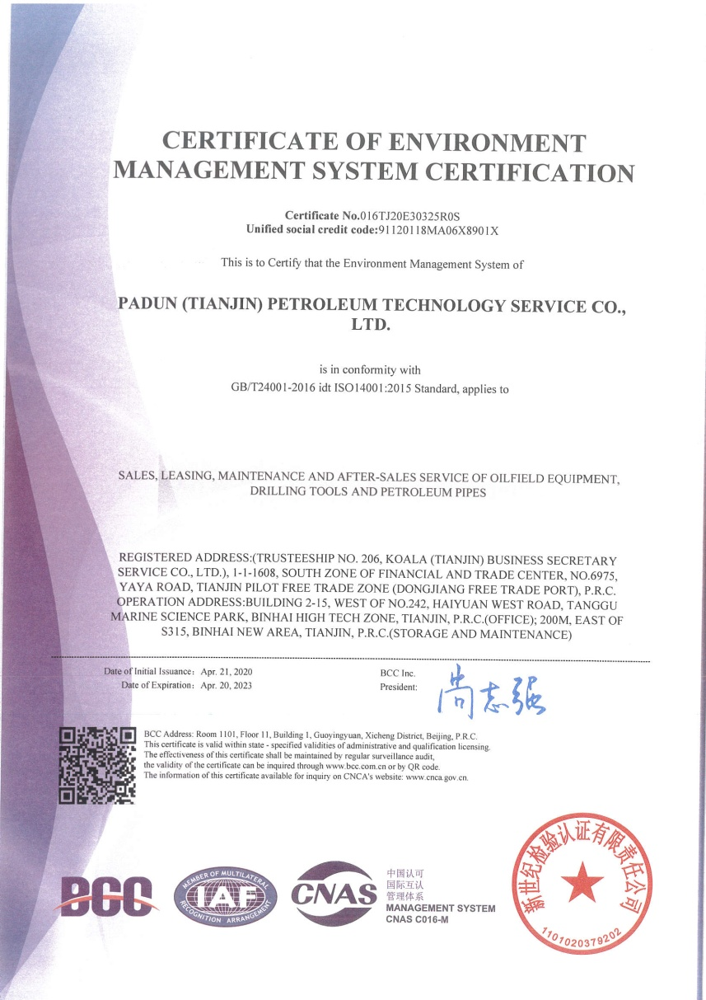 CERTIFICATE OF ENVIRONMENT
MANAGEMENT SYSTEM CERTIFICATION
Certificate No.016TJ20E30325R0S
Unified social credit code:91120118MA06X8901X
This is to Certify that the Environment Management System of
PADUN (TIANJIN) PETROLEUM TECHNOLOGY SERVICE CO.,
LTD.
is in conformity with
GB/T24001-2016 idt ISO14001:2015 Standard, applies to
SALES, LEASING, MAINTENANCE AND AFTER-SALES SERVICE OF OILFIELD EQUIPMENT,
DRILLING TOOLS AND PETROLEUM PIPES
REGISTERED ADDRESS:(TRUSTEESHIP NO. 206, KOALA (TIANJIN) BUSINESS SECRETARY
SERVICE CO., LTD.), 1-1-1608, SOUTH ZONE OF FINANCIAL AND TRADE CENTER, NO.6975,
YAYA ROAD, TIANJIN PILOT FREE TRADE ZONE (DONGJIANG FREE TRADE PORT), P.R.C.
OPERATION ADDRESS:BUILDING 2-15, WEST OF NO.242, HAIYUAN WEST ROAD, TANGGU
MARINE SCIENCE PARK, BINHAI HIGH TECH ZONE, TIANJIN, P.R.C.(OFFICE); 200M, EAST OF
S315, BINHAI NEW AREA, TIANJIN, P.R.C.(STORAGE AND MAINTENANCE)
Date of Initial Issuance: Apr. 21, 2020
Date of Expiration: Apr. 20, 2023
BCC Inc.
President: 尚志强
BCC Address: Room 1101, Floor 11, Building 1, Guoyingyuan, Xicheng District, Beijing, P.R.C.
This certificate is valid within state - specified validities of administrative and qualification licensing.
The effectiveness of this certificate shall be maintained by regular surveillance audit,
the validity of the certificate can be inquired through www.bcc.com.cn or by QR code.
The information of this certificate available for inquiry on CNCA's website: www.cnca.gov.cn.
BCC
MEMBER OF MULTILATERAL
IAF
RECOGNITION ARRANGEMENT
CNAS
中国认可
国际互认
管理体系
MANAGEMENT SYSTEM
CNAS C016-M
新世纪检验认证有限责任公司
1101020379202